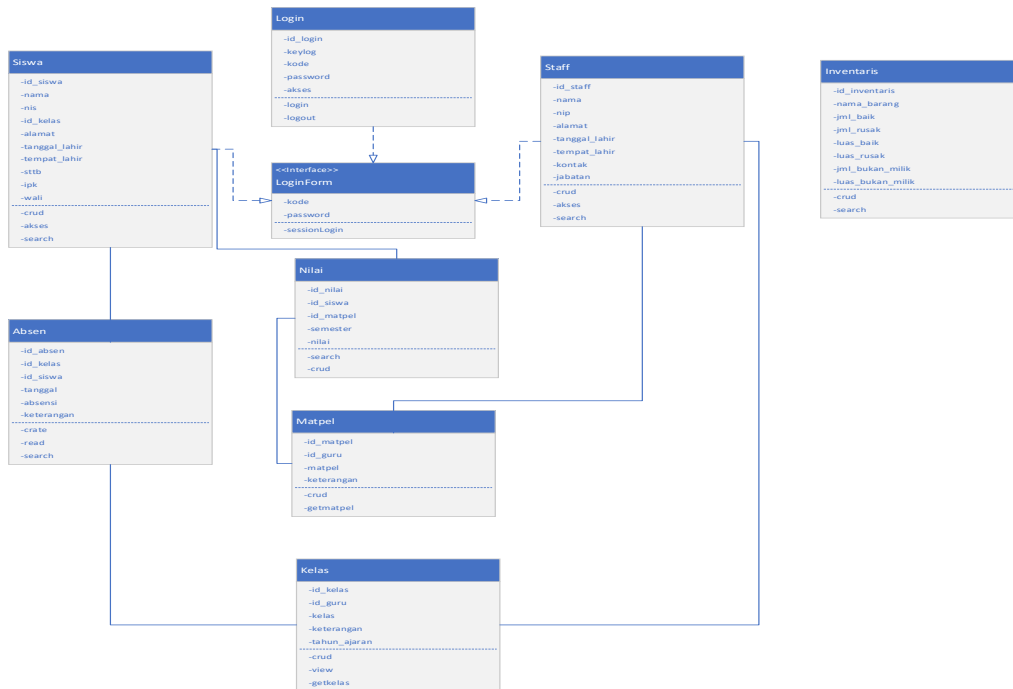 Login
-id_login
-keylog
-kode
-password
-akses
-login
-logout
Siswa
-id_siswa
-nama
-nis
-id_kelas
-alamat
-tanggal_lahir
-tempat_lahir
-sttb
-ipk
-wali
-crud
-akses
-search
<<Interface>>
LoginForm
-kode
-password
-sessionLogin
Staff
-id_staff
-nama
-nip
-alamat
-tanggal_lahir
-tempat_lahir
-kontak
-jabatan
-crud
-akses
-search
Inventaris
-id_inventaris
-nama_barang
-jml_baik
-jml_rusak
-luas_baik
-luas_rusak
-jml_bukan_milik
-luas_bukan_milik
-crud
-search
Nilai
-id_nilai
-id_siswa
-id_matpel
-semester
-nilai
-search
-crud
Absen
-id_absen
-id_kelas
-id_siswa
-tanggal
-absensi
-keterangan
-crate
-read
-search
Matpel
-id_matpel
-id_guru
-matpel
-keterangan
-crud
-getmatpel
Kelas
-id_kelas
-id_guru
-kelas
-keterangan
-tahun_ajaran
-crud
-view
-getkelas